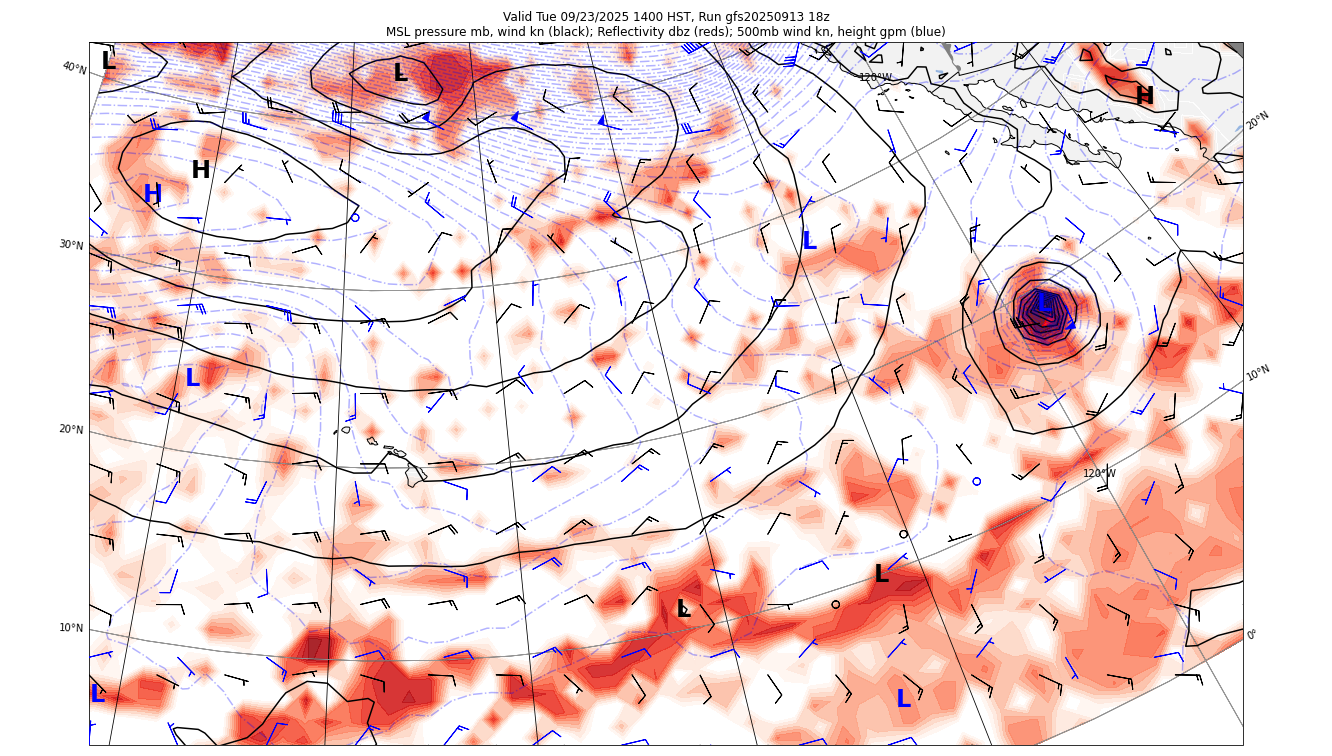 Valid Tue 09/23/2025 1400 HST, Run gfs20250913 18z
MSL pressure mb, wind kn (black); Reflectivity dbz (reds); 500mb wind kn, height gpm (blue)
L
40°N
L
120°W
H
20°N
H
H
30°N
L
L
L
10°N
20°N
120°W
L
L
10°N
0°
L
L